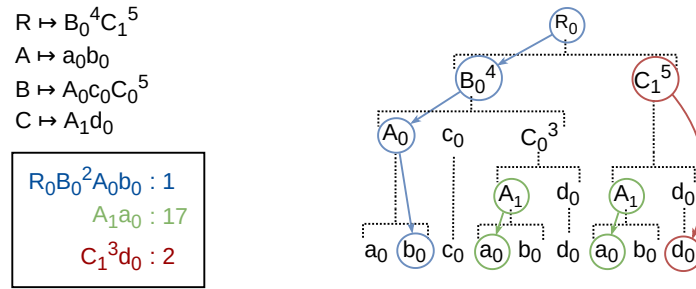 R ↦ B₀⁴C₁⁵
A ↦ a₀b₀
B ↦ A₀c₀C₀⁵
C ↦ A₁d₀
R₀B₀²A₀b₀ : 1
A₁a₀ : 17
C₁³d₀ : 2
R₀
B₀⁴ C₁⁵
A₀ c₀ C₀³
A₁ d₀ A₁ d₀
a₀ b₀ c₀ a₀ b₀ d₀ a₀ b₀ d₀